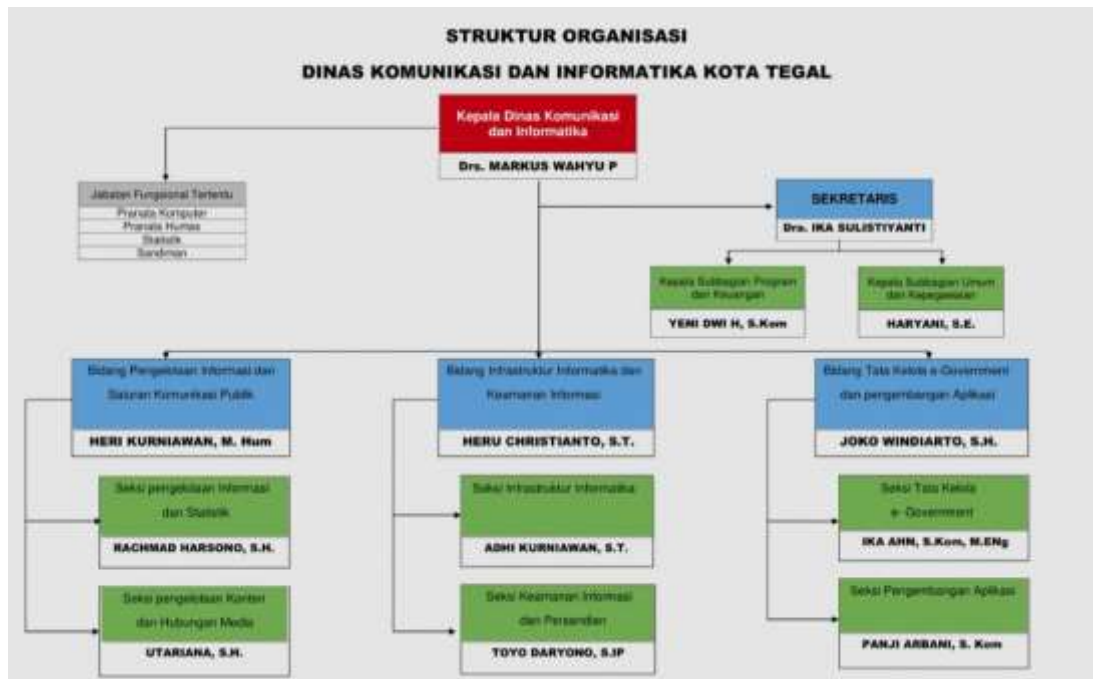 STRUKTUR ORGANISASI
DINAS KOMUNIKASI DAN INFORMATIKA KOTA TEGAL
Kepala Dinas Komunikasi
dan Informatika
Drs. MARKUS WAHYU P
Jabatan Fungsional Tertentu
Pranata Komputer
Pranata Humas
Statistik
Sandiman
SEKRETARIS
Dra. IKA SULISTIYANTI
Kepala Subbagian Program
dan Keuangan
YENI DWI H, S.Kom
Kepala Subbagian Umum
dan Kepegawaian
HARYANI, S.E.
Bidang Pengelolaan Informasi dan
Saluran Komunikasi Publik
HERI KURNIAWAN, M. Hum
Bidang Infrastruktur Informatika dan
Keamanan Informasi
HERU CHRISTIANTO, S.T.
Bidang Tata Kelola e-Government
dan pengembangan Aplikasi
JOKO WINDIARTO, S.H.
Seksi pengelolaan Informasi
dan Statistik
RACHMAD HARSONO, S.H.
Seksi Infrastruktur Informatika
ADHI KURNIAWAN, S.T.
Seksi Tata Kelola
e- Government
IKA AHN, S.Kom, M.ENg
Seksi pengelolaan Konten
dan Hubungan Media
UTARIANA, S.H.
Seksi Keamanan Informasi
dan Persandian
TOYO DARYONO, S.IP
Seksi Pengembangan Aplikasi
PANJI ARBANI, S. Kom